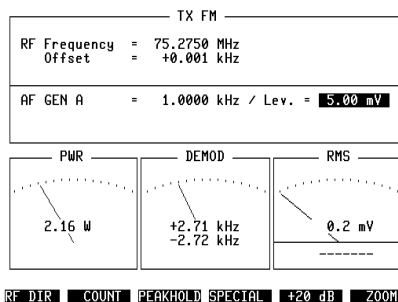 TX FM
RF Frequency = 75.2750 MHz
Offset = +0.001 kHz
AF GEN A = 1.0000 kHz / Lev. = 5.00 mV
PWR DEMOD RMS
2.16 W +2.71 kHz 0.2 mV
-2.72 kHz -------
RF DIR COUNT PEAKHOLD SPECIAL +20 dB ZOOM